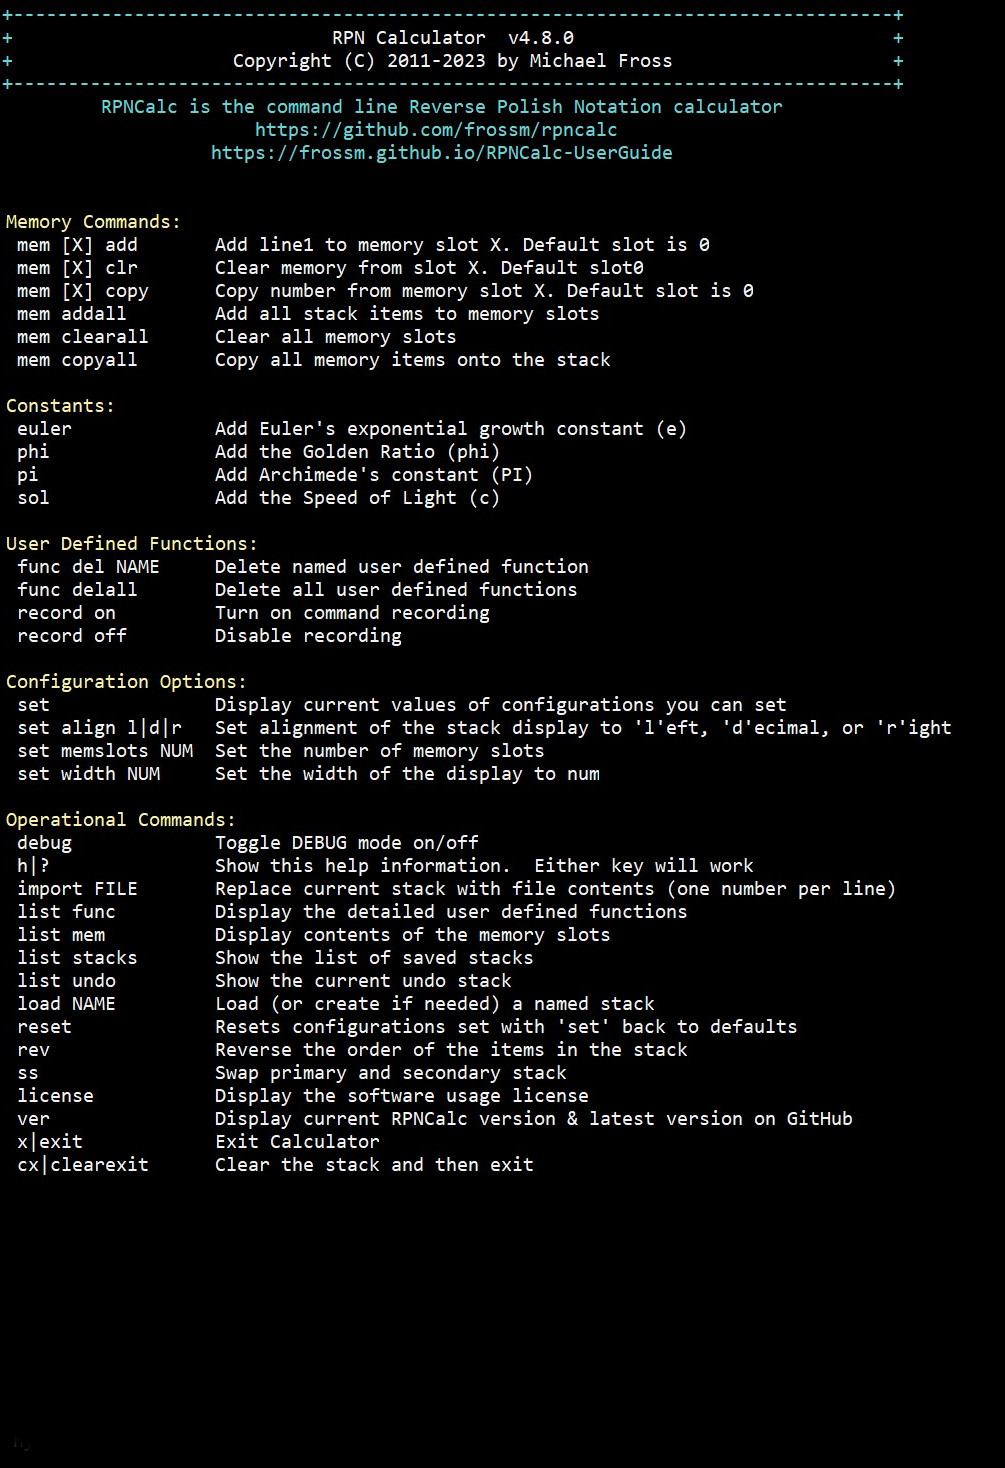 +--------------------------------------------------------------------------------+
+ RPN Calculator  v4.8.0 +
+ Copyright (C) 2011-2023 by Michael Fross +
+--------------------------------------------------------------------------------+
RPNCalc is the command line Reverse Polish Notation calculator
https://github.com/frossm/rpncalc
https://frossm.github.io/RPNCalc-UserGuide
Memory Commands:
mem [X] add Add line1 to memory slot X. Default slot is 0
mem [X] clr Clear memory from slot X. Default slot0
mem [X] copy Copy number from memory slot X. Default slot is 0
mem addall Add all stack items to memory slots
mem clearall Clear all memory slots
mem copyall Copy all memory items onto the stack
Constants:
euler Add Euler's exponential growth constant (e)
phi Add the Golden Ratio (phi)
pi Add Archimede's constant (PI)
sol Add the Speed of Light (c)
User Defined Functions:
func del NAME Delete named user defined function
func delall Delete all user defined functions
record on Turn on command recording
record off Disable recording
Configuration Options:
set Display current values of configurations you can set
set align l|d|r Set alignment of the stack display to 'l'eft, 'd'ecimal, or 'r'ight
set memslots NUM Set the number of memory slots
set width NUM Set the width of the display to num
Operational Commands:
debug Toggle DEBUG mode on/off
h|? Show this help information.  Either key will work
import FILE Replace current stack with file contents (one number per line)
list func Display the detailed user defined functions
list mem Display contents of the memory slots
list stacks Show the list of saved stacks
list undo Show the current undo stack
load NAME Load (or create if needed) a named stack
reset Resets configurations set with 'set' back to defaults
rev Reverse the order of the items in the stack
ss Swap primary and secondary stack
license Display the software usage license
ver Display current RPNCalc version & latest version on GitHub
x|exit Exit Calculator
cx|clearexit Clear the stack and then exit